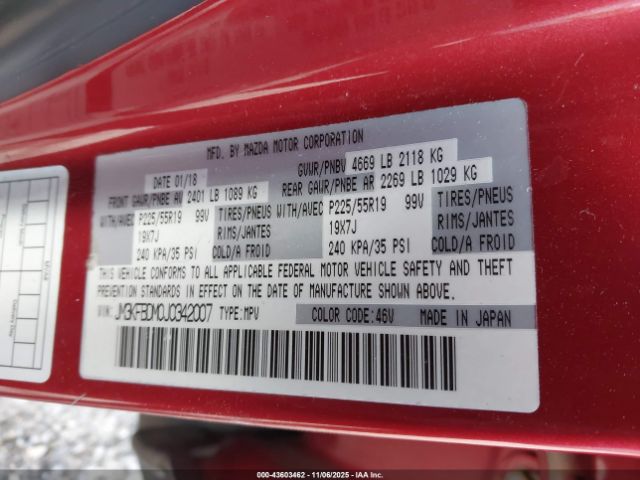 MFD. BY MAZDA MOTOR CORPORATION
DATE 01/18 GVWR/PNBV 4669 LB 2118 KG
FRONT GAWR/PNBE AV 2401 LB 1089 KG REAR GAWR/PNBE AR 2269 LB 1029 KG
WITH/AVEC P225/55R19 99V TIRES/PNEUS WITH/AVEC P225/55R19 99V TIRES/PNEUS
19X7J RIMS/JANTES 19X7J RIMS/JANTES
240 KPA/35 PSI COLD/A FROID 240 KPA/35 PSI COLD/A FROID
THIS VEHICLE CONFORMS TO ALL APPLICABLE FEDERAL MOTOR VEHICLE SAFETY AND THEFT
PREVENTION STANDARDS IN EFFECT ON THE DATE OF MANUFACTURE SHOWN ABOVE.
VIN: JM3KFBDM0J0342007 TYPE: MPV COLOR CODE: 46V MADE IN JAPAN
000-43603462 - 11/06/2025 - IAAI.COM